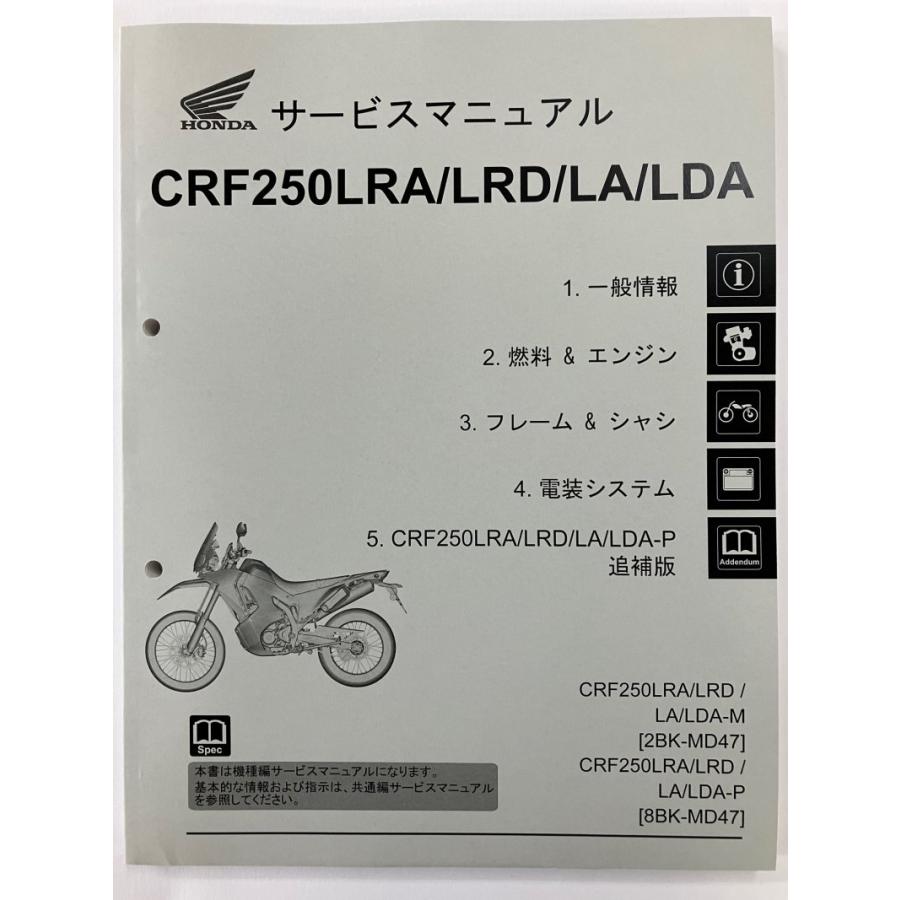 HONDA サービスマニュアル
CRF250LRA/LRD/LA/LDA
1. 一般情報
2. 燃料 & エンジン
3. フレーム & シャシ
4. 電装システム
5. CRF250LRA/LRD/LA/LDA-P
追補版
Addendum
CRF250LRA/LRD /
LA/LDA-M
[2BK-MD47]
CRF250LRA/LRD /
LA/LDA-P
[8BK-MD47]
Spec
本書は機種編サービスマニュアルになります。
基本的な情報および指示は、共通編サービスマニュアル
を参照してください。